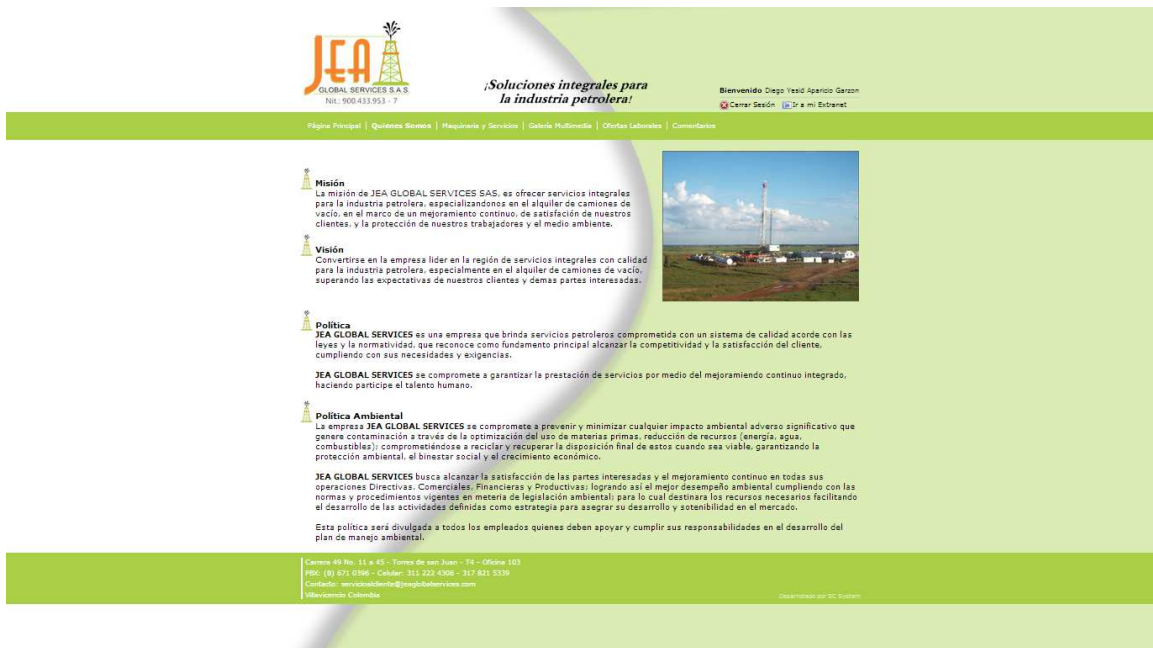 JEA
GLOBAL SERVICES S.A.S
Nit.: 900.433.953 - 7
¡Soluciones integrales para
la industria petrolera!
Bienvenido Diego Yesid Aparicio Garzon
Cerrar Sesión Ir a mi Extranet
Página Principal | Quienes Somos | Maquinaria y Servicios | Galería Multimedia | Ofertas Laborales | Comentarios
Misión
La misión de JEA GLOBAL SERVICES SAS, es ofrecer servicios integrales
para la industria petrolera, especializandonos en el alquiler de camiones de
vacío, en el marco de un mejoramiento continuo, de satisfación de nuestros
clientes, y la protección de nuestros trabajadores y el medio ambiente.
Visión
Convertirse en la empresa lider en la región de servicios integrales con calidad
para la industria petrolera, especialmente en el alquiler de camiones de vacío,
superando las expectativas de nuestros clientes y demas partes interesadas.
Política
JEA GLOBAL SERVICES es una empresa que brinda servicios petroleros comprometida con un sistema de calidad acorde con las
leyes y la normatividad, que reconoce como fundamento principal alcanzar la competitividad y la satisfacción del cliente,
cumpliendo con sus necesidades y exigencias.
JEA GLOBAL SERVICES se compromete a garantizar la prestación de servicios por medio del mejoramiendo continuo integrado,
haciendo participe el talento humano.
Política Ambiental
La empresa JEA GLOBAL SERVICES se compromete a prevenir y minimizar cualquier impacto ambiental adverso significativo que
genere contaminación a través de la optimización del uso de materias primas, reducción de recursos (energía, agua,
combustibles); comprometiéndose a reciclar y recuperar la disposición final de estos cuando sea viable, garantizando la
protección ambiental, el binestar social y el crecimiento económico.
JEA GLOBAL SERVICES busca alcanzar la satisfacción de las partes interesadas y el mejoramiento continuo en todas sus
operaciones Directivas, Comerciales, Financieras y Productivas; logrando así el mejor desempeño ambiental cumpliendo con las
normas y procedimientos vigentes en meteria de legislación ambiental; para lo cual destinara los recursos necesarios facilitando
el desarrollo de las actividades definidas como estrategia para asegrar su desarrollo y sotenibilidad en el mercado.
Esta política será divulgada a todos los empleados quienes deben apoyar y cumplir sus responsabilidades en el desarrollo del
plan de manejo ambiental.
Carrera 49 No. 11 a 45 - Torres de san Juan - T4 - Oficina 103
PBX: (8) 671 0396 - Celular: 311 222 4306 - 317 821 5339
Contacto: servicioalcliente@jeaglobalservices.com
Villavicencio Colombia
Desarrollado por SC System